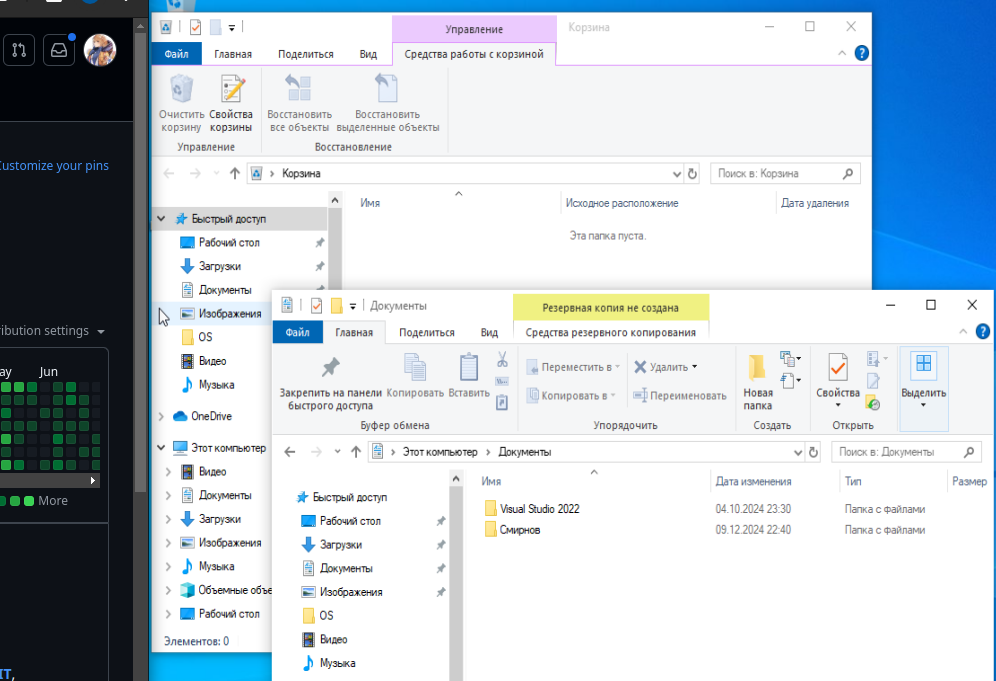 Customize your pins
ribution settings
ay Jun
More
IT,
Управление
Корзина
Файл Главная Поделиться Вид Средства работы с корзиной
Очистить корзину
Свойства корзины
Восстановить все объекты
Восстановить выделенные объекты
Управление Восстановление
Корзина
Поиск в: Корзина
Имя Исходное расположение Дата удаления
Эта папка пуста.
Быстрый доступ
Рабочий стол
Загрузки
Документы
Изображения
OS
Видео
Музыка
OneDrive
Этот компьютер
Видео
Документы
Загрузки
Изображения
Музыка
Объемные объе
Рабочий стол
Элементов: 0
Документы
Резервная копия не создана
Файл Главная Поделиться Вид Средства резервного копирования
Закрепить на панели быстрого доступа
Копировать
Вставить
Переместить в
Копировать в
Удалить
Переименовать
Новая папка
Свойства
Выделить
Буфер обмена Упорядочить Создать Открыть
Этот компьютер Документы
Поиск в: Документы
Имя Дата изменения Тип Размер
Visual Studio 2022 04.10.2024 23:30 Папка с файлами
Смирнов 09.12.2024 22:40 Папка с файлами
Быстрый доступ
Рабочий стол
Загрузки
Документы
Изображения
OS
Видео
Музыка